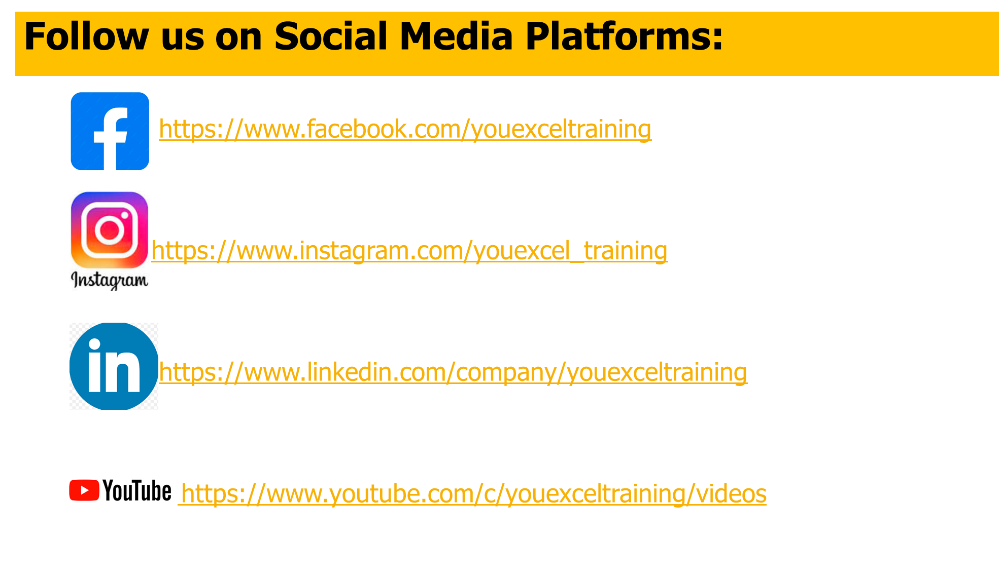 Follow us on Social Media Platforms:
https://www.facebook.com/youexceltraining
https://www.instagram.com/youexcel_training
Instagram
in https://www.linkedin.com/company/youexceltraining
YouTube https://www.youtube.com/c/youexceltraining/videos